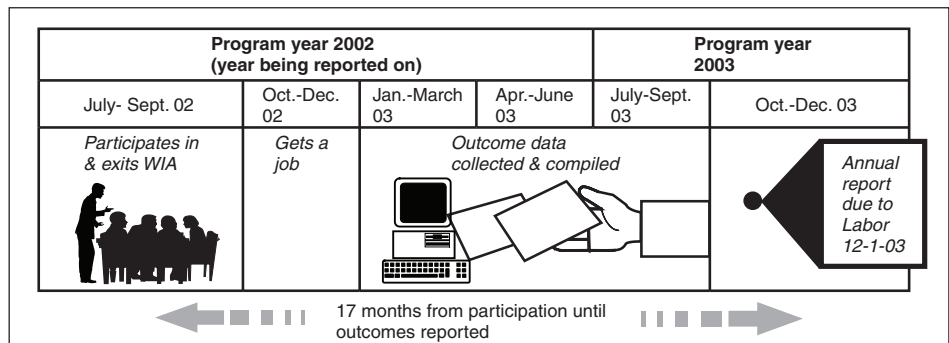 Program year 2002
(year being reported on)
Program year
2003
July- Sept. 02
Oct.-Dec.
02
Jan.-March
03
Apr.-June
03
July-Sept.
03
Oct.-Dec. 03
Participates in
& exits WIA
Gets a
job
Outcome data
collected & compiled
Annual
report
due to
Labor
12-1-03
17 months from participation until
outcomes reported